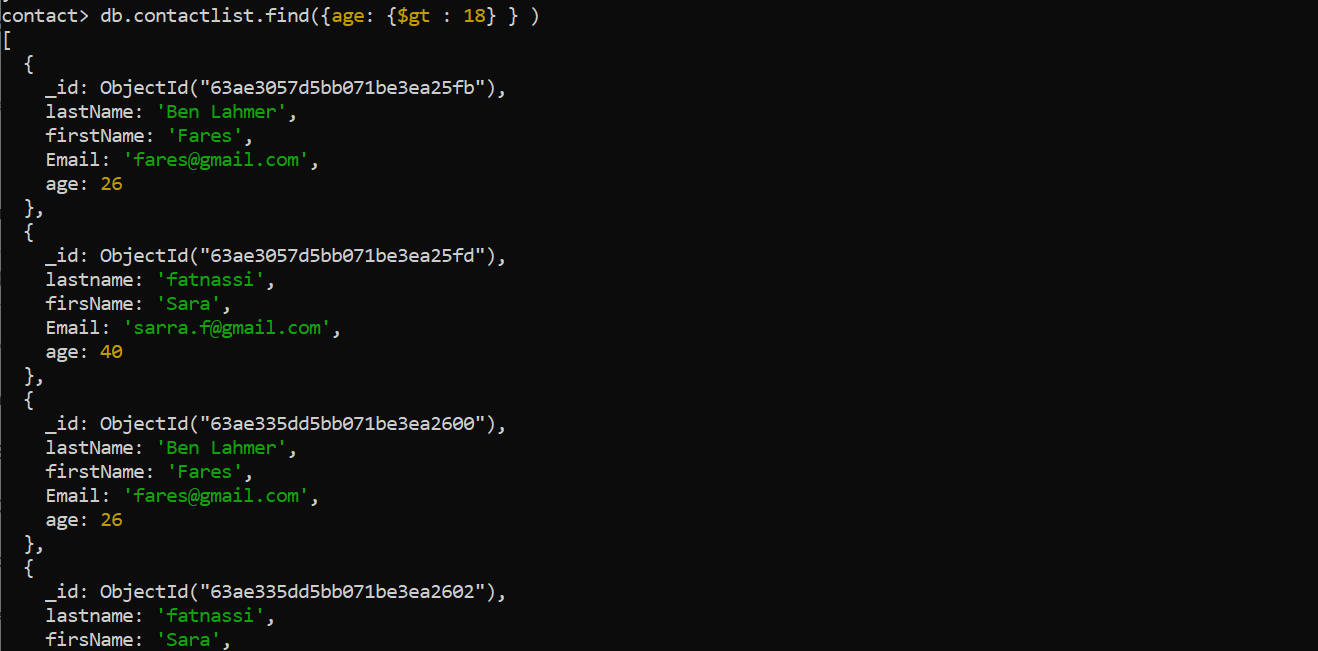 contact> db.contactlist.find({age: {$gt : 18} } )
[
  {
    _id: ObjectId("63ae3057d5bb071be3ea25fb"),
    lastName: 'Ben Lahmer',
    firstName: 'Fares',
    Email: 'fares@gmail.com',
    age: 26
  },
  {
    _id: ObjectId("63ae3057d5bb071be3ea25fd"),
    lastname: 'fatnassi',
    firsName: 'Sara',
    Email: 'sarra.f@gmail.com',
    age: 40
  },
  {
    _id: ObjectId("63ae335dd5bb071be3ea2600"),
    lastName: 'Ben Lahmer',
    firstName: 'Fares',
    Email: 'fares@gmail.com',
    age: 26
  },
  {
    _id: ObjectId("63ae335dd5bb071be3ea2602"),
    lastname: 'fatnassi',
    firsName: 'Sara',